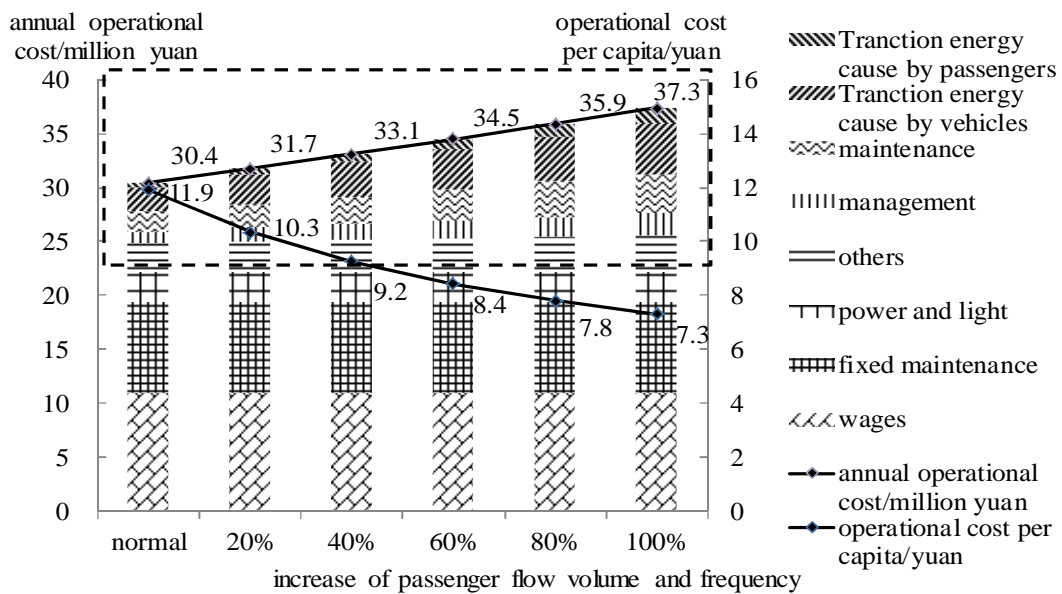 annual operational
cost/million yuan
operational cost
per capita/yuan
40
35
30
25
20
15
10
5
0
16
14
12
10
8
6
4
2
0
30.4
31.7
33.1
34.5
35.9
37.3
11.9
10.3
9.2
8.4
7.8
7.3
normal
20%
40%
60%
80%
100%
increase of passenger flow volume and frequency
Tranction energy
cause by passengers
Tranction energy
cause by vehicles
maintenance
management
others
power and light
fixed maintenance
wages
annual operational
cost/million yuan
operational cost per
capita/yuan